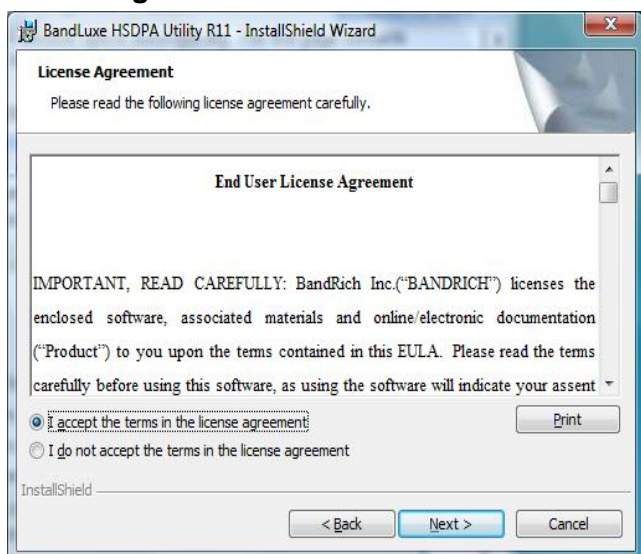 BandLuxe HSDPA Utility R11 - InstallShield Wizard
License Agreement
Please read the following license agreement carefully.
End User License Agreement
IMPORTANT, READ CAREFULLY: BandRich Inc.(“BANDRICH”) licenses the
enclosed software, associated materials and online/electronic documentation
(“Product”) to you upon the terms contained in this EULA. Please read the terms
carefully before using this software, as using the software will indicate your assent
I accept the terms in the license agreement
Print
I do not accept the terms in the license agreement
InstallShield
< Back Next > Cancel